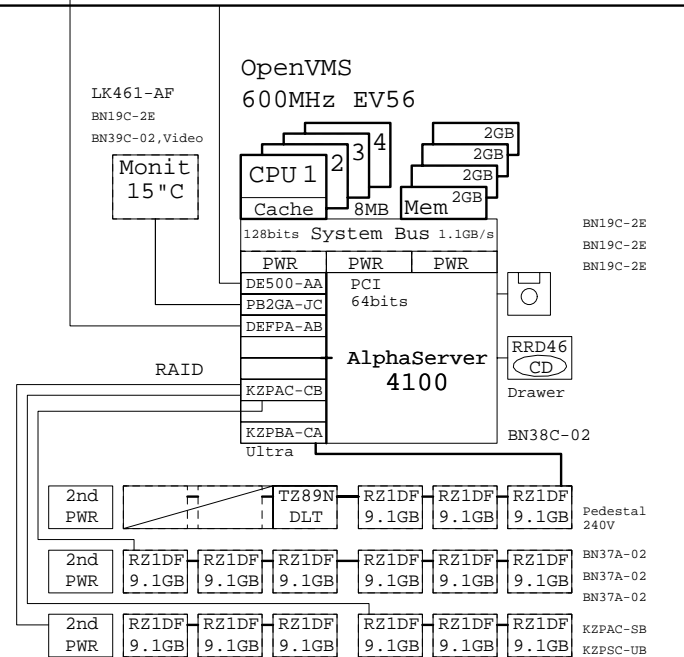 OpenVMS
600MHz EV56
LK461-AF
BN19C-2E
BN39C-02,Video
Monit
15"C
CPU 1
2
3
4
Cache
8MB
Mem
2GB
2GB
2GB
2GB
128bits System Bus 1.1GB/s
BN19C-2E
BN19C-2E
BN19C-2E
PWR PWR PWR
DE500-AA
PB2GA-JC
DEFPA-AB
PCI
64bits
AlphaServer
4100
RRD46
CD
Drawer
RAID
KZPAC-CB
KZPBA-CA
Ultra
BN38C-02
2nd TZ89N RZ1DF RZ1DF RZ1DF
PWR DLT 9.1GB 9.1GB 9.1GB
Pedestal
240V
2nd RZ1DF RZ1DF RZ1DF RZ1DF RZ1DF RZ1DF
PWR 9.1GB 9.1GB 9.1GB 9.1GB 9.1GB 9.1GB
BN37A-02
BN37A-02
BN37A-02
2nd RZ1DF RZ1DF RZ1DF RZ1DF RZ1DF RZ1DF
PWR 9.1GB 9.1GB 9.1GB 9.1GB 9.1GB 9.1GB
KZPAC-SB
KZPSC-UB